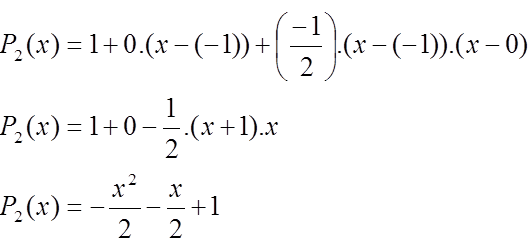 P₂(x) = 1 + 0.(x − (−1)) + (−1/2).(x − (−1)).(x − 0)
P₂(x) = 1 + 0 − 1/2.(x + 1).x
P₂(x) = − x²/2 − x/2 + 1